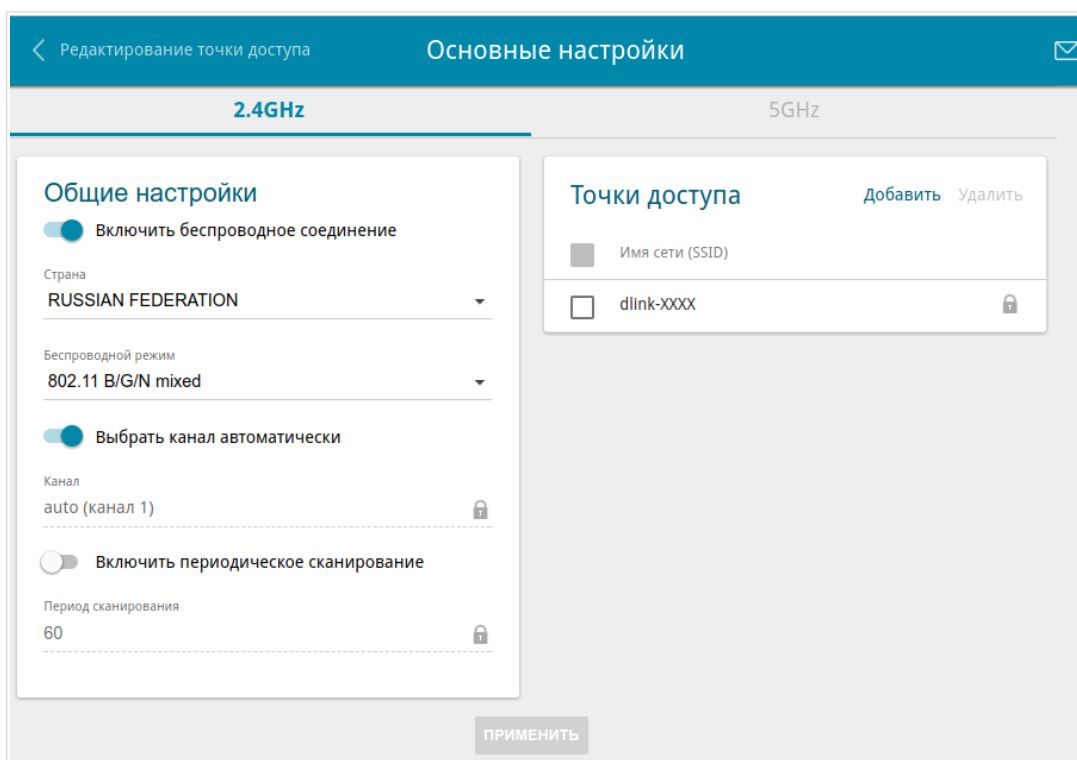 Редактирование точки доступа
Основные настройки
2.4GHz
5GHz
Общие настройки
Включить беспроводное соединение
Страна
RUSSIAN FEDERATION
Беспроводной режим
802.11 B/G/N mixed
Выбрать канал автоматически
Канал
auto (канал 1)
Включить периодическое сканирование
Период сканирования
60
Точки доступа
Добавить Удалить
Имя сети (SSID)
dlink-XXXX
ПРИМЕНИТЬ